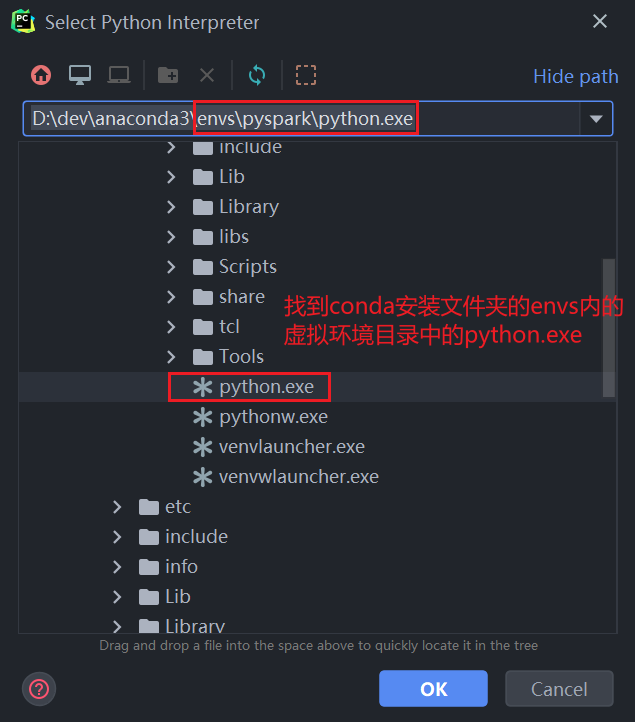 PC
Select Python Interpreter
Hide path
D:\dev\anaconda3\envs\pyspark\python.exe
include
Lib
Library
libs
Scripts
share
找到conda安装文件夹的envs内的
虚拟环境目录中的python.exe
tcl
Tools
python.exe
pythonw.exe
venvlauncher.exe
venvwlauncher.exe
etc
include
info
Lib
Library
Drag and drop a file into the space above to quickly locate it in the tree
?
OK
Cancel